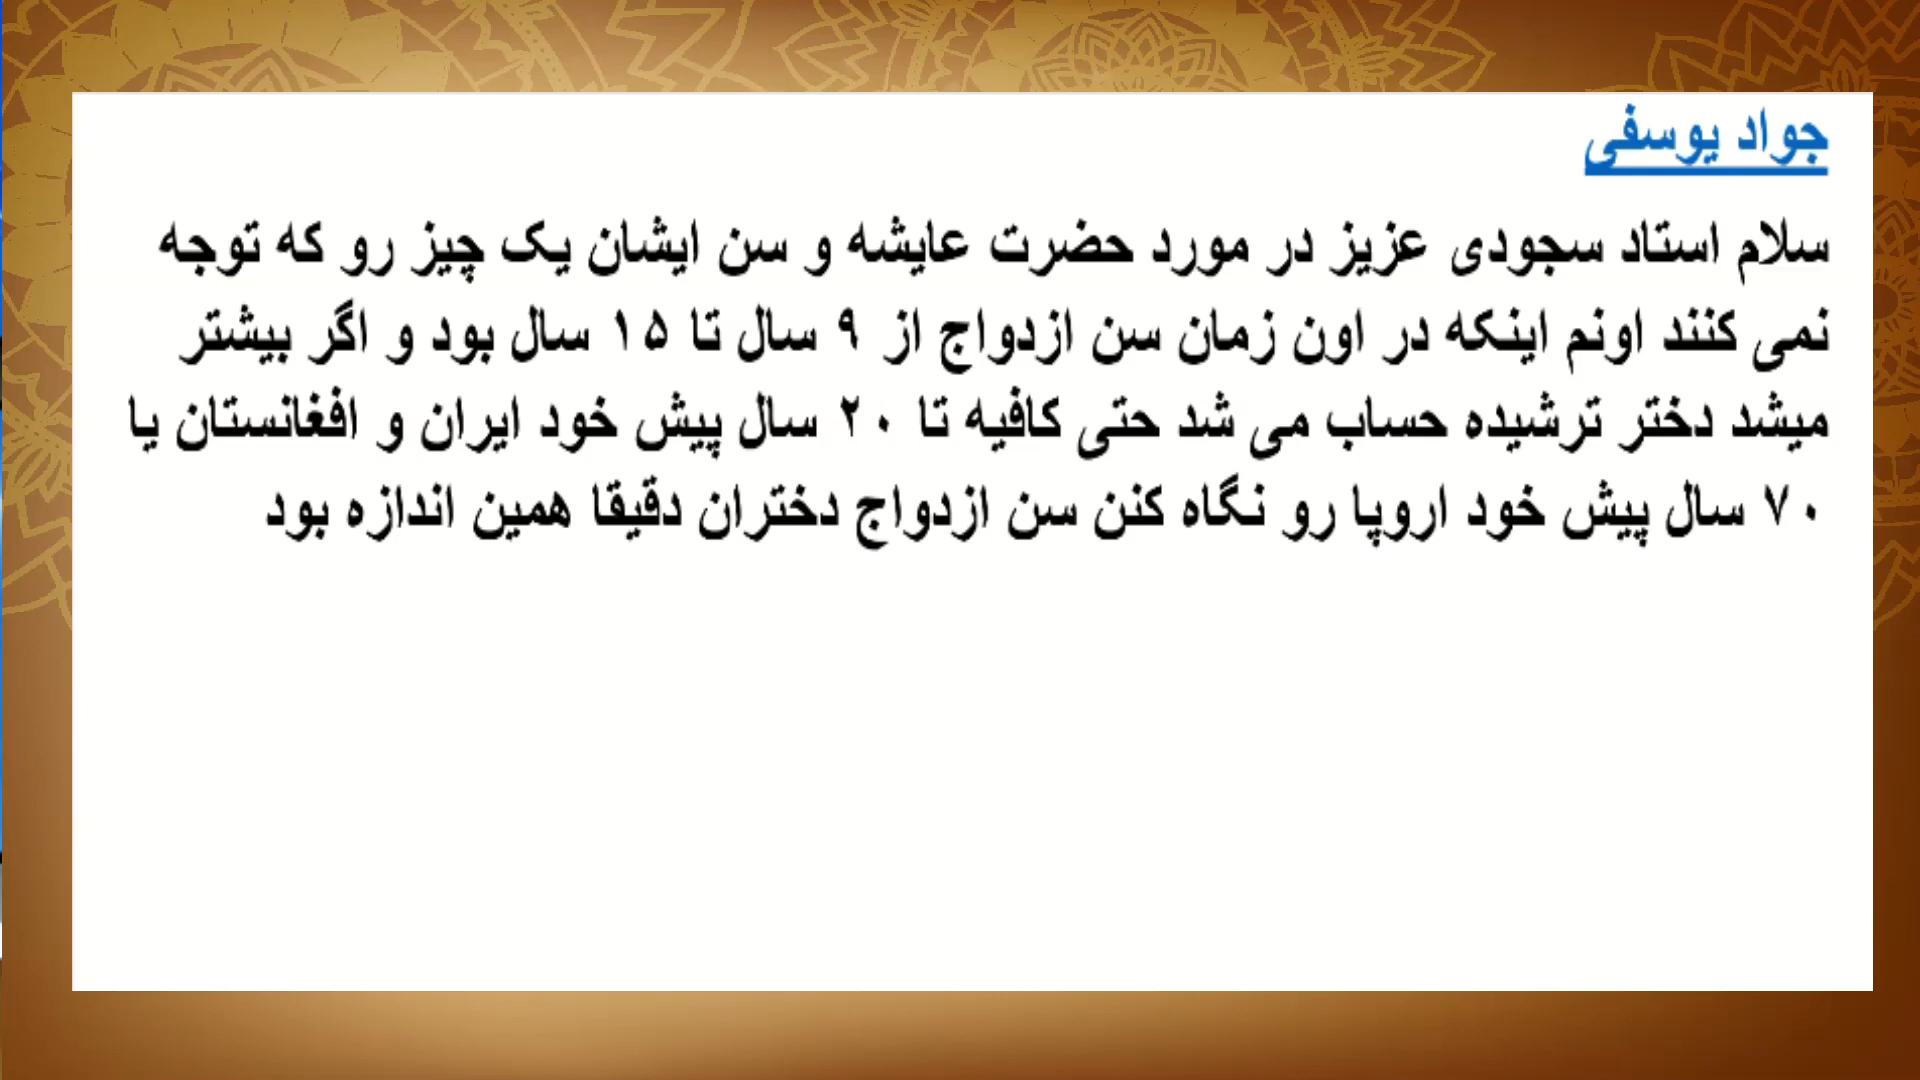 جواد یوسفی
سلام استاد سجودی عزیز در مورد حضرت عایشه و سن ایشان یک چیز رو که توجه
نمی کنند اونم اینکه در اون زمان سن ازدواج از ۹ سال تا ۱۵ سال بود و اگر بیشتر
میشد دختر ترشیده حساب می شد حتی کافیه تا ۲۰ سال پیش خود ایران و افغانستان یا
۷۰ سال پیش خود اروپا رو نگاه کنن سن ازدواج دختران دقیقا همین اندازه بود